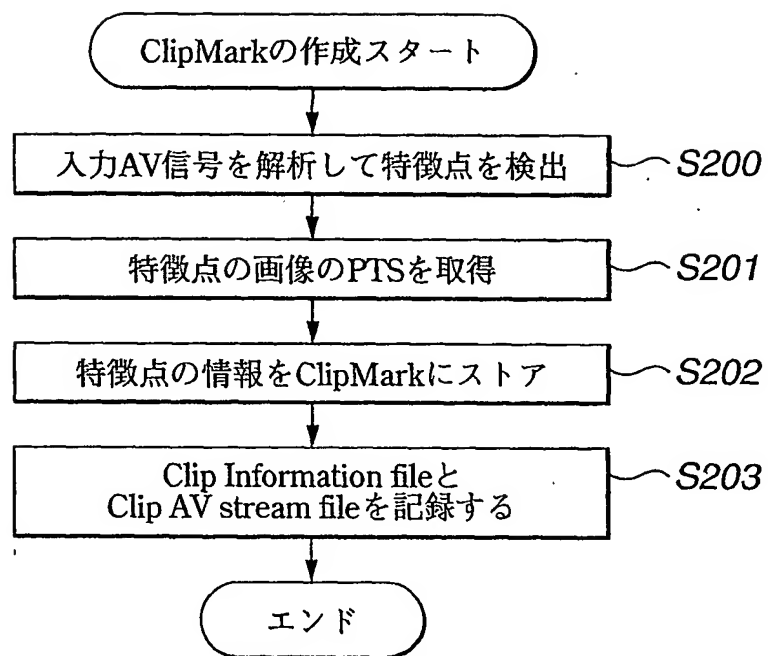 ClipMarkの作成スタート
入力AV信号を解析して特徴点を検出
S200
特徴点の画像のPTSを取得
S201
特徴点の情報をClipMarkにストア
S202
Clip Information fileと
Clip AV stream fileを記録する
S203
エンド